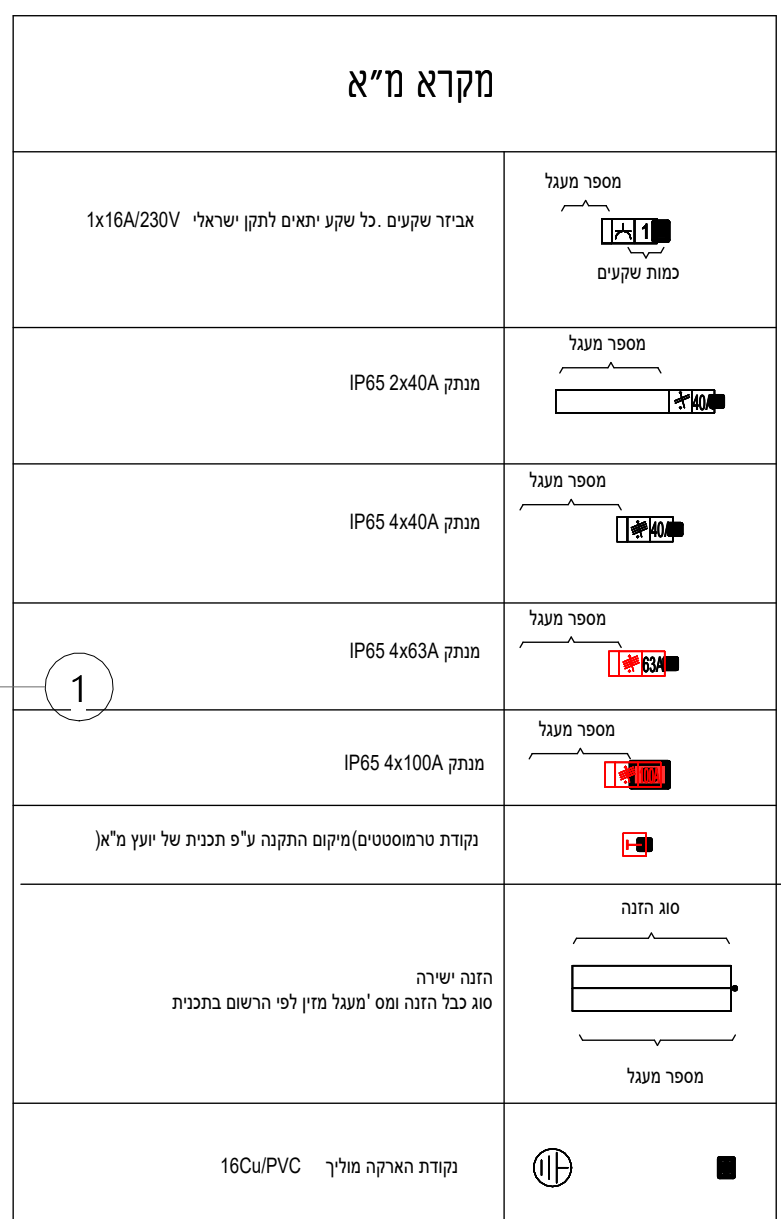 מקרא מ״א
מספר מעגל
אביזר שקעים .כל שקע יתאים לתקן ישראלי 1x16A/230V
1
כמות שקעים
מספר מעגל
מנתק IP65 2x40A
40A
מספר מעגל
מנתק IP65 4x40A
40A
מספר מעגל
מנתק IP65 4x63A
63A
1
מספר מעגל
מנתק IP65 4x100A
100A
נקודת טרמוסטטים)מיקום התקנה ע"פ תכנית של יועץ מ"א(
T
סוג הזנה
הזנה ישירה
סוג כבל הזנה ומס 'מעגל מזין לפי הרשום בתכנית
מספר מעגל
נקודת הארקה מוליך 16Cu/PVC